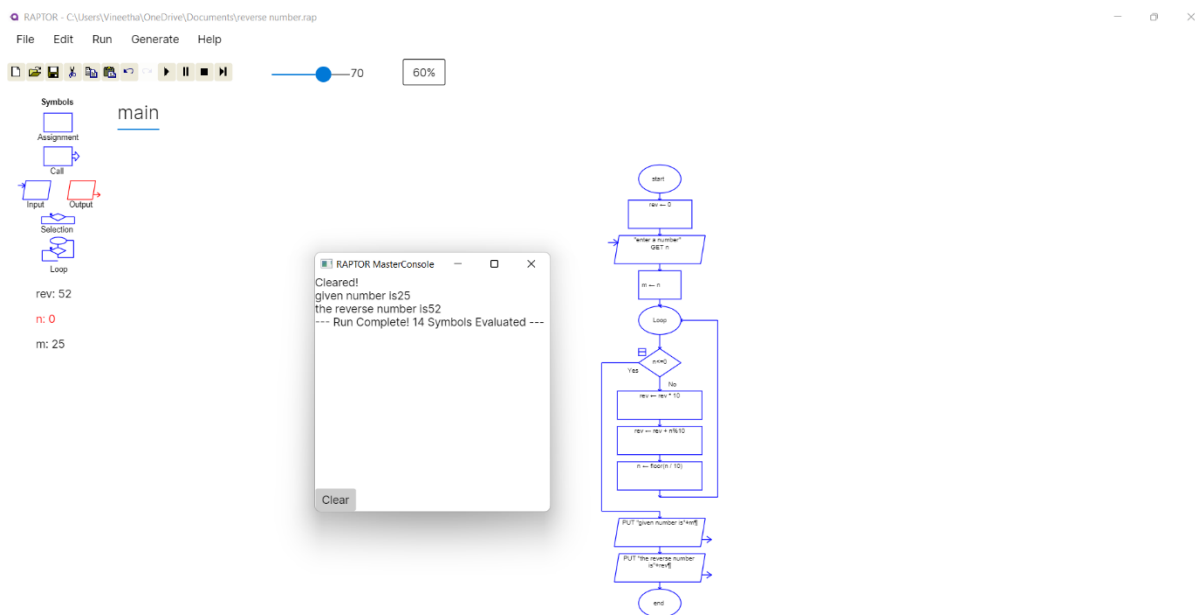 RAPTOR - C:\Users\Vineetha\OneDrive\Documents\reverse number.rap
File Edit Run Generate Help
70
60%
Symbols
main
Assignment
Call
Input Output
Selection
Loop
rev: 52
n: 0
m: 25
RAPTOR MasterConsole
Cleared!
given number is25
the reverse number is52
--- Run Complete! 14 Symbols Evaluated ---
Clear
start
rev ← 0
"enter a number"
GET n
m ← n
Loop
n<=0
Yes
No
rev ← rev * 10
rev ← rev + n%10
n ← floor(n / 10)
PUT "given number is"+m¶
PUT "the reverse number
is"+rev¶
end